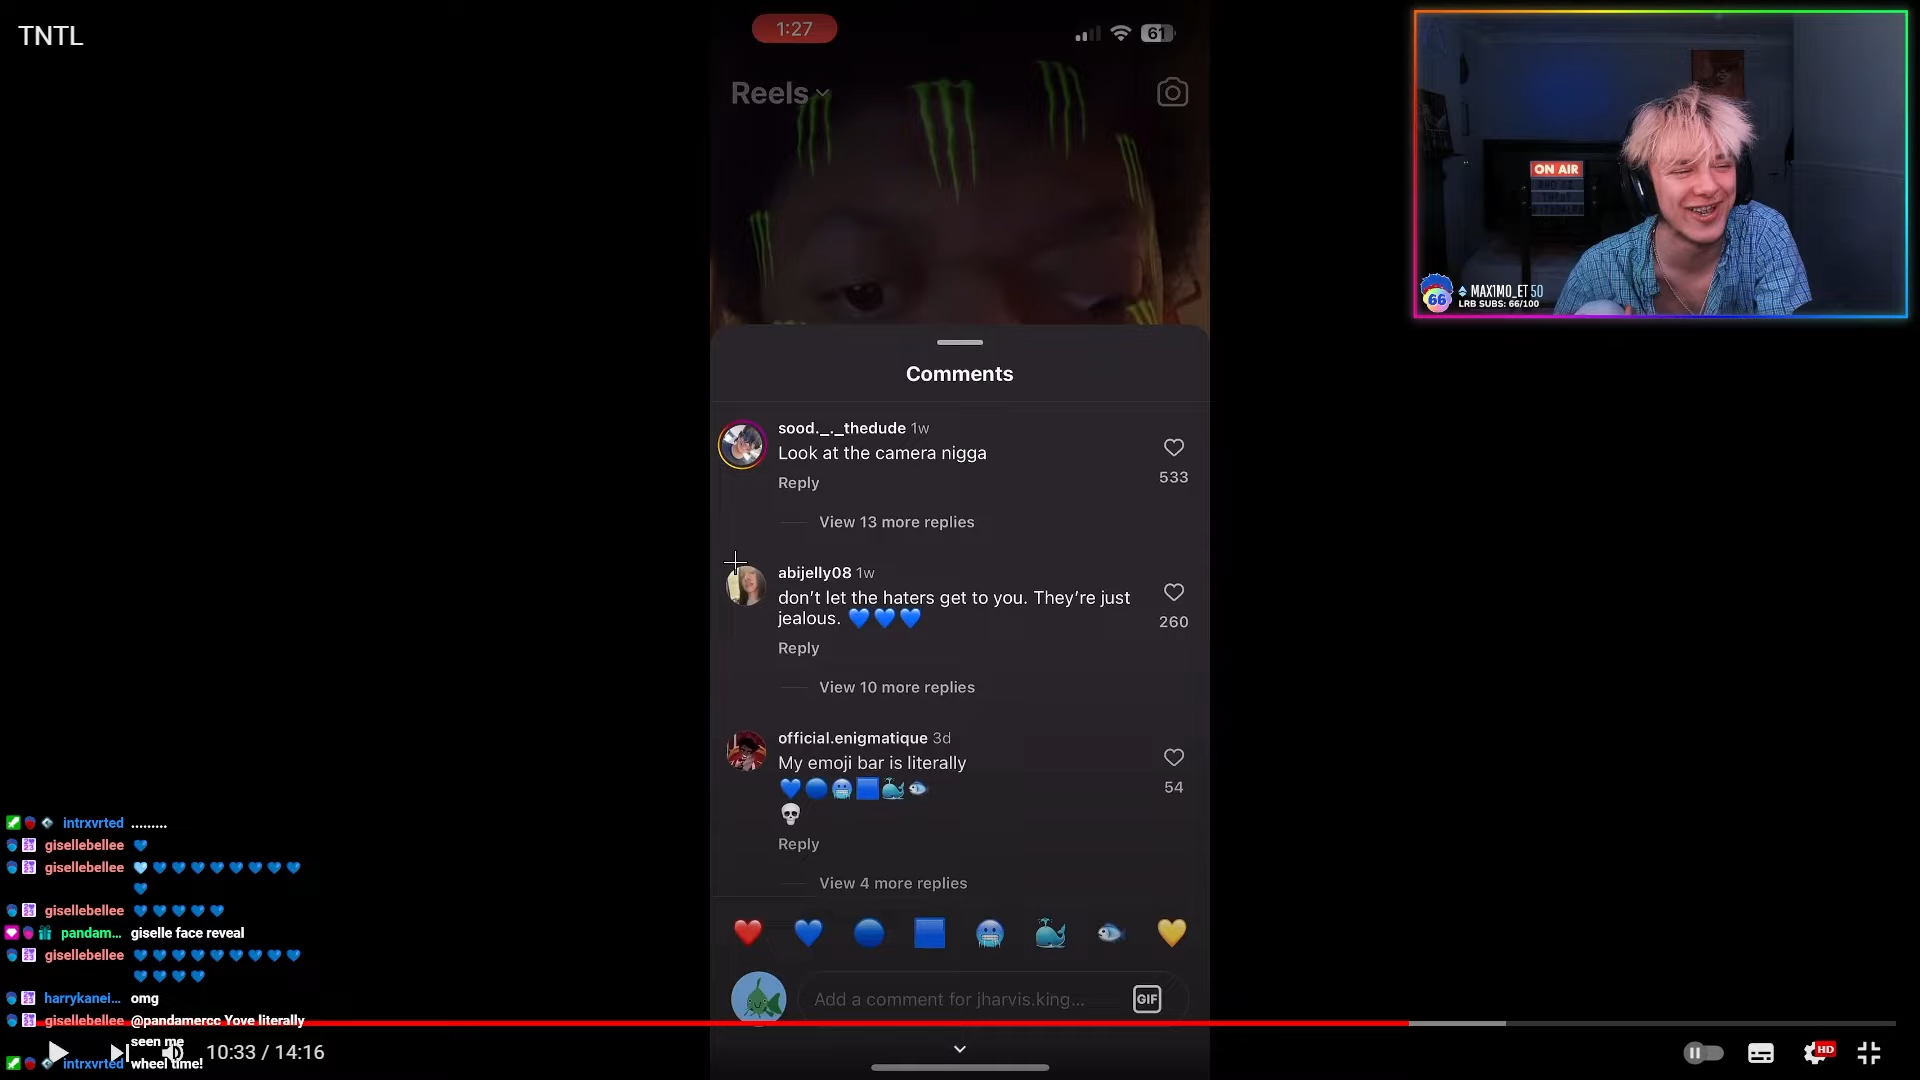 TNTL
1:27
61
Reels
ON AIR
66
MAX1MO_ET 50
LRB SUBS: 66/100
Comments
sood._._thedude 1w
Look at the camera nigga
533
Reply
View 13 more replies
abijelly08 1w
don't let the haters get to you. They're just
jealous. 💙 💙 💙
260
Reply
View 10 more replies
official.enigmatique 3d
My emoji bar is literally
💙🔵🥶🟦🐳🐟
💀
54
Reply
View 4 more replies
❤️ 💙 🔵 🟦 🥶 🐳 🐟 💛
Add a comment for jharvis.king...
GIF
intrxvrted .........
gisellebellee 💙
gisellebellee 💙 💙 💙 💙 💙 💙 💙 💙 💙
💙
gisellebellee 💙 💙 💙 💙 💙
pandam... giselle face reveal
gisellebellee 💙 💙 💙 💙 💙 💙 💙 💙 💙
💙 💙 💙 💙
harrykanei... omg
gisellebellee @pandamercc Yove literally
seen me
intrxvrted wheel time!
10:33 / 14:16
HD